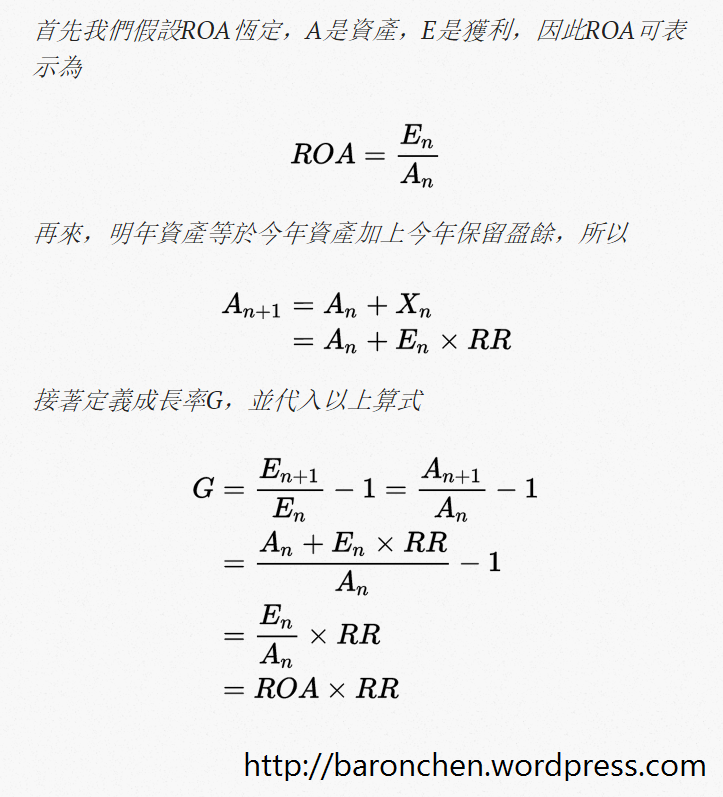 首先我們假設ROA恆定，A是資產，E是獲利，因此ROA可表
示為
ROA = \frac{E_n}{A_n}
再來，明年資產等於今年資產加上今年保留盈餘，所以
A_{n+1} = A_n + X_n
= A_n + E_n × RR
接著定義成長率G，並代入以上算式
G = \frac{E_{n+1}}{E_n} − 1 = \frac{A_{n+1}}{A_n} − 1
= \frac{A_n + E_n × RR}{A_n} − 1
= \frac{E_n}{A_n} × RR
= ROA × RR
http://baronchen.wordpress.com